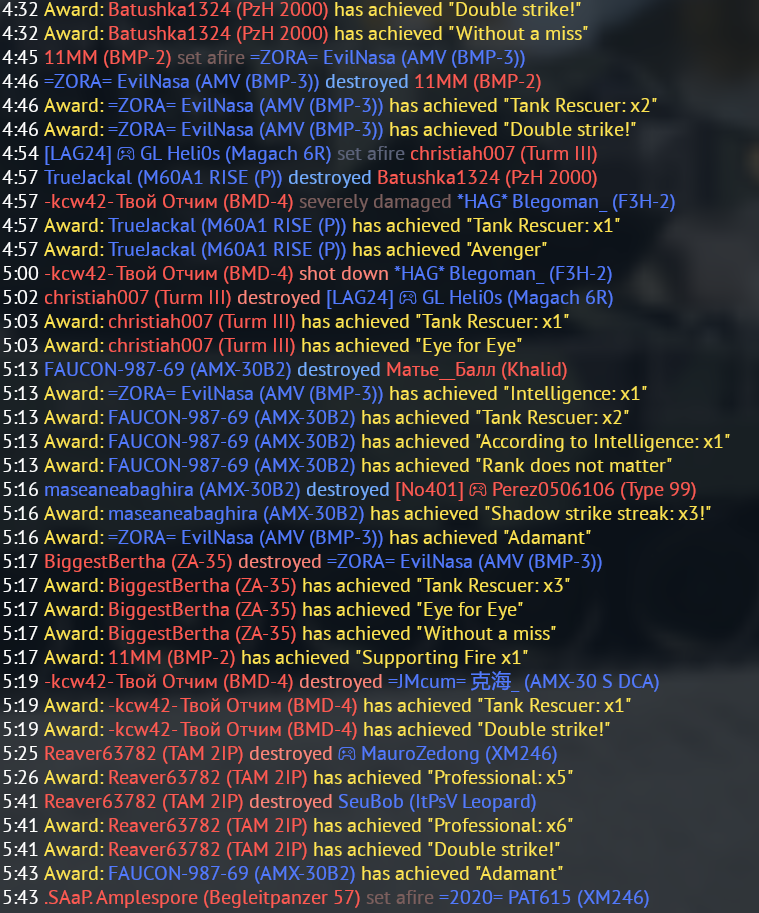 4:32 Award: Batushka1324 (PzH 2000) has achieved "Double strike!"
4:32 Award: Batushka1324 (PzH 2000) has achieved "Without a miss"
4:45 11MM (BMP-2) set afire =ZORA= EvilNasa (AMV (BMP-3))
4:46 =ZORA= EvilNasa (AMV (BMP-3)) destroyed 11MM (BMP-2)
4:46 Award: =ZORA= EvilNasa (AMV (BMP-3)) has achieved "Tank Rescuer: x2"
4:46 Award: =ZORA= EvilNasa (AMV (BMP-3)) has achieved "Double strike!"
4:54 [LAG24] 🎮 GL Heli0s (Magach 6R) set afire christiah007 (Turm III)
4:57 TrueJackal (M60A1 RISE (P)) destroyed Batushka1324 (PzH 2000)
4:57 -kcw42-Твой Отчим (BMD-4) severely damaged *HAG* Blegoman_ (F3H-2)
4:57 Award: TrueJackal (M60A1 RISE (P)) has achieved "Tank Rescuer: x1"
4:57 Award: TrueJackal (M60A1 RISE (P)) has achieved "Avenger"
5:00 -kcw42-Твой Отчим (BMD-4) shot down *HAG* Blegoman_ (F3H-2)
5:02 christiah007 (Turm III) destroyed [LAG24] 🎮 GL Heli0s (Magach 6R)
5:03 Award: christiah007 (Turm III) has achieved "Tank Rescuer: x1"
5:03 Award: christiah007 (Turm III) has achieved "Eye for Eye"
5:13 FAUCON-987-69 (AMX-30B2) destroyed Матье__Балл (Khalid)
5:13 Award: =ZORA= EvilNasa (AMV (BMP-3)) has achieved "Intelligence: x1"
5:13 Award: FAUCON-987-69 (AMX-30B2) has achieved "Tank Rescuer: x2"
5:13 Award: FAUCON-987-69 (AMX-30B2) has achieved "According to Intelligence: x1"
5:13 Award: FAUCON-987-69 (AMX-30B2) has achieved "Rank does not matter"
5:16 maseaneabaghira (AMX-30B2) destroyed [No401] 🎮 Perez0506106 (Type 99)
5:16 Award: maseaneabaghira (AMX-30B2) has achieved "Shadow strike streak: x3!"
5:16 Award: =ZORA= EvilNasa (AMV (BMP-3)) has achieved "Adamant"
5:17 BiggestBertha (ZA-35) destroyed =ZORA= EvilNasa (AMV (BMP-3))
5:17 Award: BiggestBertha (ZA-35) has achieved "Tank Rescuer: x3"
5:17 Award: BiggestBertha (ZA-35) has achieved "Eye for Eye"
5:17 Award: BiggestBertha (ZA-35) has achieved "Without a miss"
5:17 Award: 11MM (BMP-2) has achieved "Supporting Fire x1"
5:19 -kcw42-Твой Отчим (BMD-4) destroyed =JMcum= 克海_ (AMX-30 S DCA)
5:19 Award: -kcw42-Твой Отчим (BMD-4) has achieved "Tank Rescuer: x1"
5:19 Award: -kcw42-Твой Отчим (BMD-4) has achieved "Double strike!"
5:25 Reaver63782 (TAM 2IP) destroyed 🎮 MauroZedong (XM246)
5:26 Award: Reaver63782 (TAM 2IP) has achieved "Professional: x5"
5:41 Reaver63782 (TAM 2IP) destroyed SeuBob (ItPsV Leopard)
5:41 Award: Reaver63782 (TAM 2IP) has achieved "Professional: x6"
5:41 Award: Reaver63782 (TAM 2IP) has achieved "Double strike!"
5:43 Award: FAUCON-987-69 (AMX-30B2) has achieved "Adamant"
5:43 .SAaP. Amplespore (Begleitpanzer 57) set afire =2020= PAT615 (XM246)